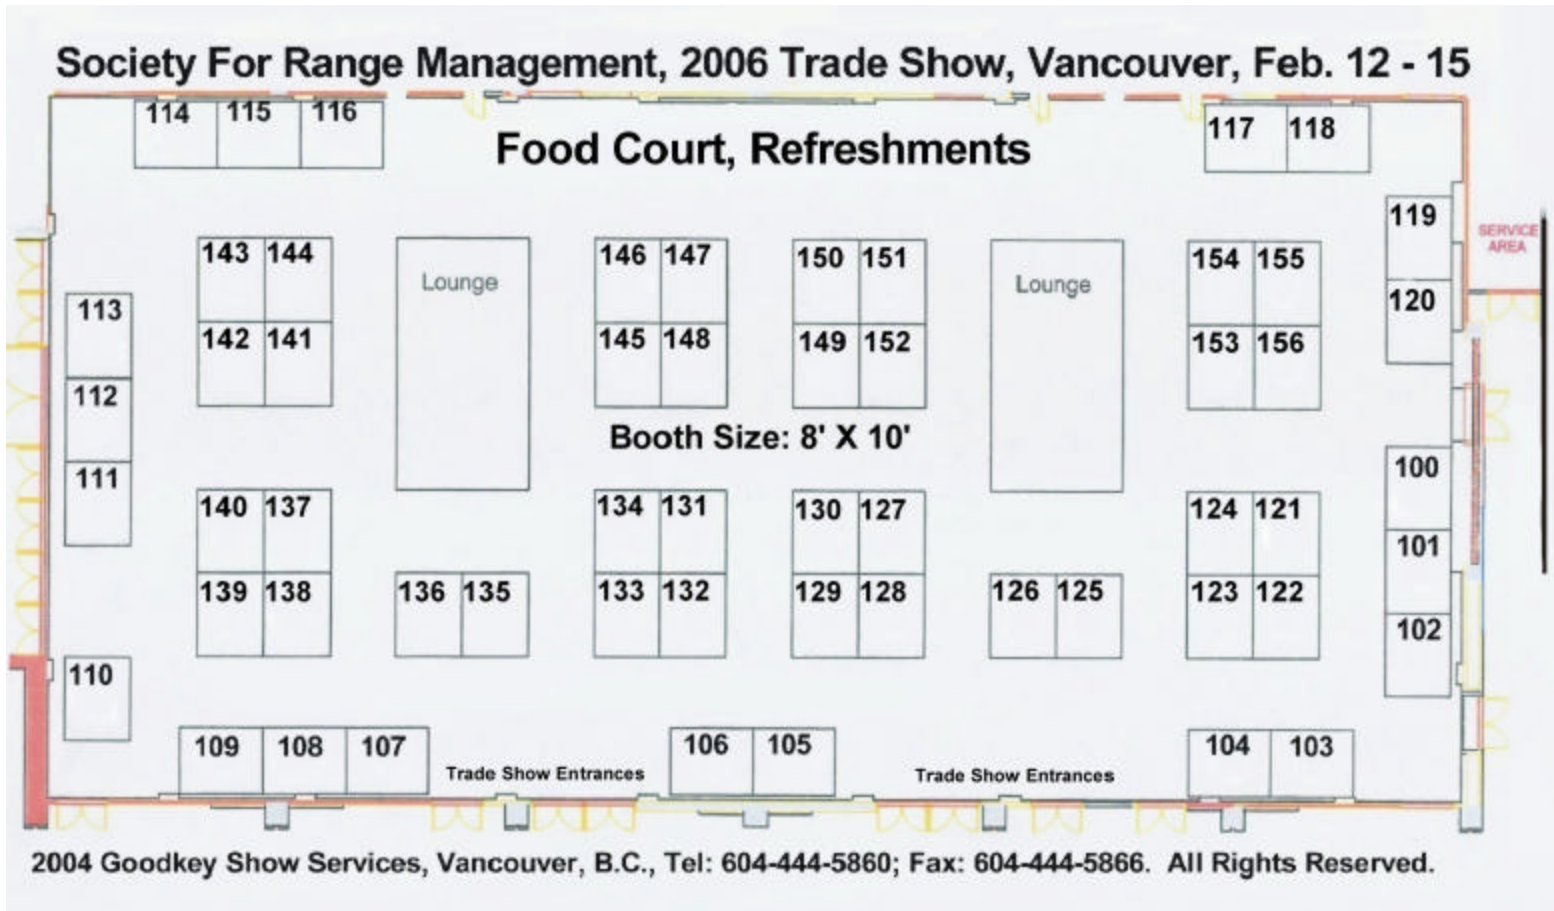 Society For Range Management, 2006 Trade Show, Vancouver, Feb. 12 - 15
114 115 116
Food Court, Refreshments
117 118
119
SERVICE
AREA
143 144
Lounge
146 147
150 151
Lounge
154 155
120
113
142 141
145 148
149 152
153 156
112
Booth Size: 8' X 10'
111
100
140 137
134 131
130 127
124 121
101
139 138
136 135
133 132
129 128
126 125
123 122
102
110
109 108 107
106 105
104 103
Trade Show Entrances
Trade Show Entrances
2004 Goodkey Show Services, Vancouver, B.C., Tel: 604-444-5860; Fax: 604-444-5866. All Rights Reserved.